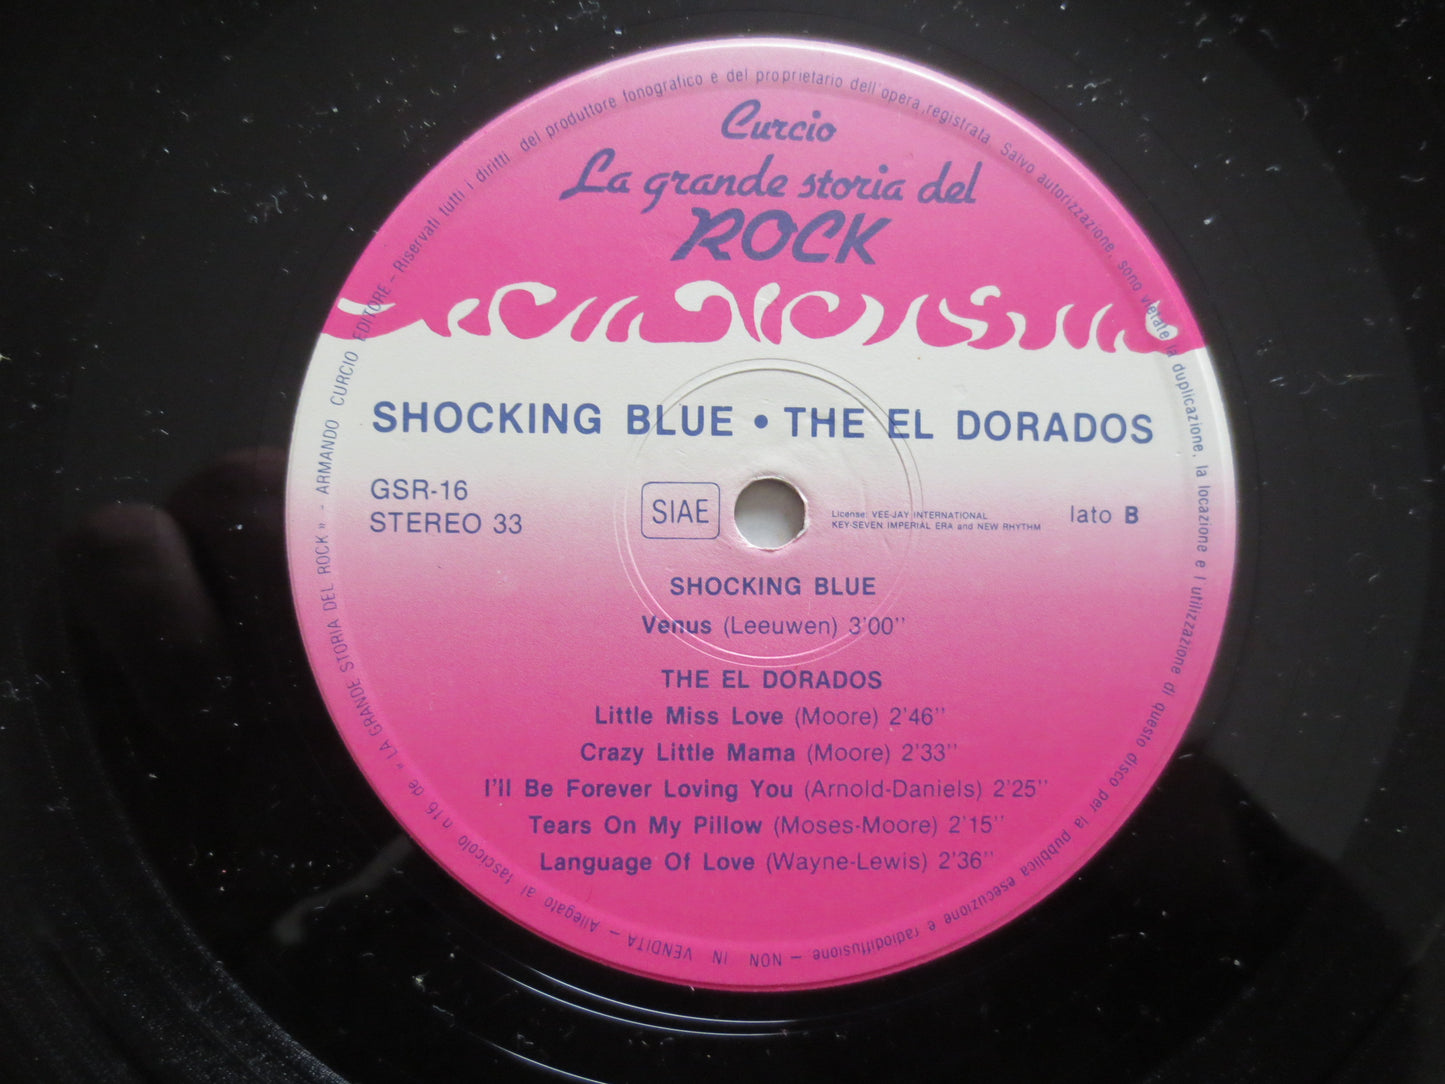 Curcio
La grande storia del
ROCK
SHOCKING BLUE • THE EL DORADOS
GSR-16
STEREO 33
SIAE
License: VEE-JAY INTERNATIONAL
KEY-SEVEN IMPERIAL ERA and NEW RHYTHM
lato B
SHOCKING BLUE
Venus (Leeuwen) 3'00''
THE EL DORADOS
Little Miss Love (Moore) 2'46''
Crazy Little Mama (Moore) 2'33''
I'll Be Forever Loving You (Arnold-Daniels) 2'25''
Tears On My Pillow (Moses-Moore) 2'15''
Language Of Love (Wayne-Lewis) 2'36''
NON IN VENDITA - Allegato al fascicolo n.16 de « LA GRANDE STORIA DEL ROCK » - ARMANDO CURCIO EDITORE - Riservati tutti i diritti del produttore fonografico e del proprietario dell'opera registrata Salvo autorizzazione, sono vietate la duplicazione, la locazione e l'utilizzazione di questo disco per la pubblica esecuzione e radiodiffusione -